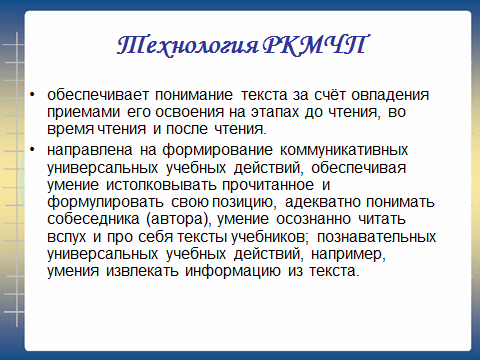 Технология РКМЧП
• обеспечивает понимание текста за счёт овладения
приемами его освоения на этапах до чтения, во
время чтения и после чтения.
• направлена на формирование коммуникативных
универсальных учебных действий, обеспечивая
умение истолковывать прочитанное и
формулировать свою позицию, адекватно понимать
собеседника (автора), умение осознанно читать
вслух и про себя тексты учебников; познавательных
универсальных учебных действий, например,
умения извлекать информацию из текста.